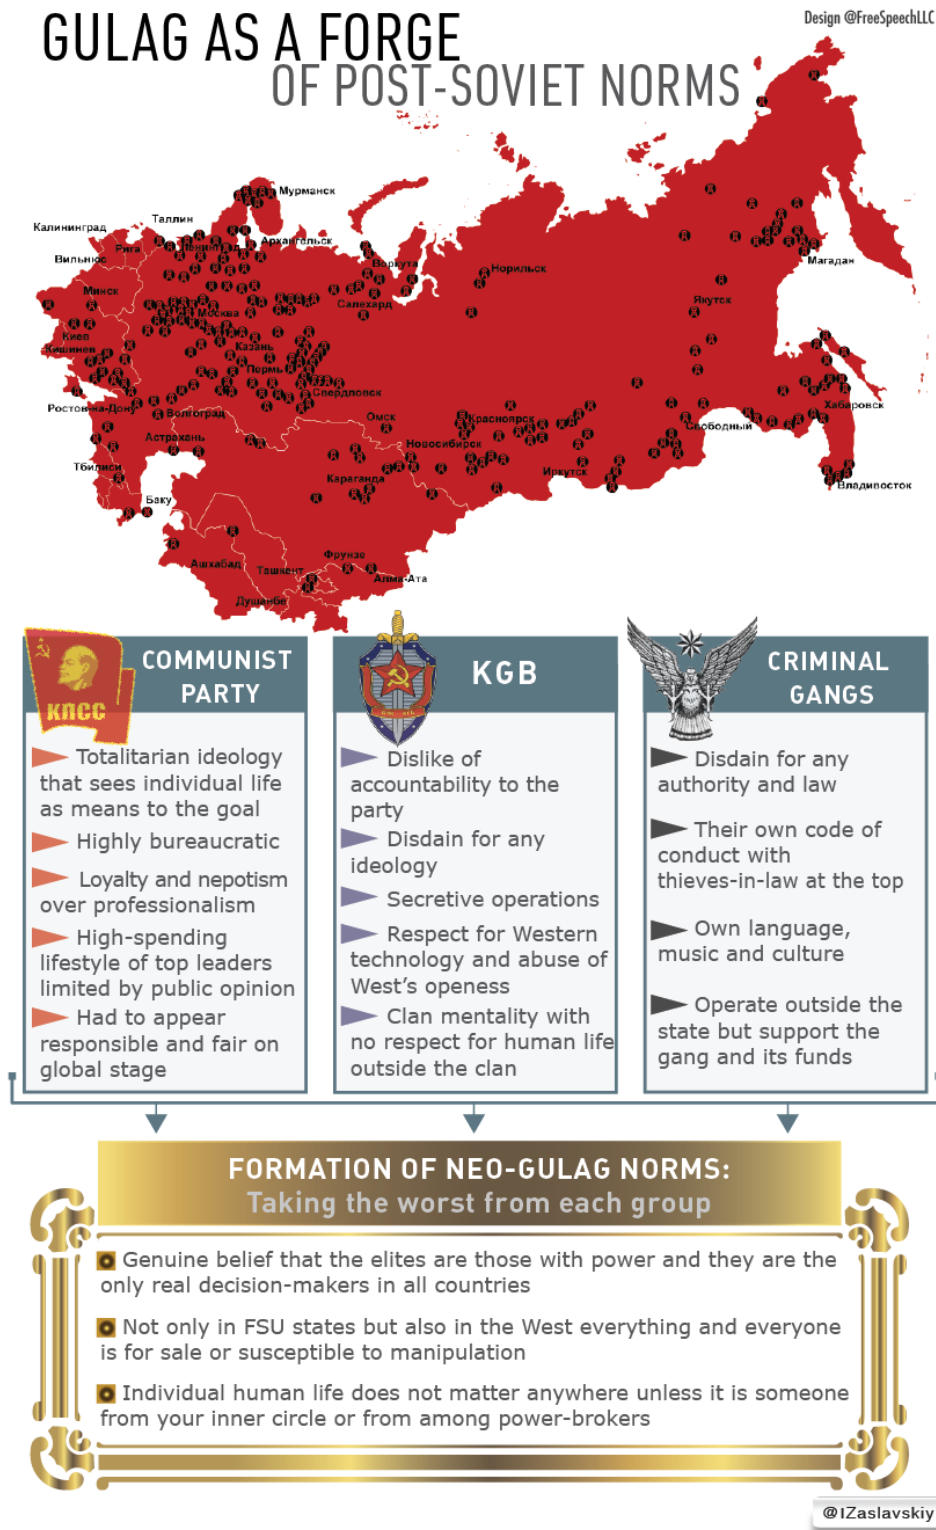 Design @FreeSpeechLLC
GULAG AS A FORGE
OF POST-SOVIET NORMS
Мурманск
Таллин
Калининград
Архангельск
Рига
Ленинград
Вильнюс
Воркута
Магадан
Норильск
Минск
Салехард
Якутск
Москва
Киев
Казань
Кишинев
Пермь
Свердловск
Ростов-на-Дону
Волгоград
Омск
Красноярск
Хабаровск
Свободный
Астрахань
Новосибирск
Тбилиси
Караганда
Иркутск
Владивосток
Баку
Фрунзе
Ашхабад
Ташкент
Алма-Ата
Душанбе
КПСС
COMMUNIST
PARTY
KGB
CRIMINAL
GANGS
Totalitarian ideology
that sees individual life
as means to the goal
Highly bureaucratic
Loyalty and nepotism
over professionalism
High-spending
lifestyle of top leaders
limited by public opinion
Had to appear
responsible and fair on
global stage
Dislike of
accountability to the
party
Disdain for any
ideology
Secretive operations
Respect for Western
technology and abuse of
West's openess
Clan mentality with
no respect for human life
outside the clan
Disdain for any
authority and law
Their own code of
conduct with
thieves-in-law at the top
Own language,
music and culture
Operate outside the
state but support the
gang and its funds
FORMATION OF NEO-GULAG NORMS:
Taking the worst from each group
Genuine belief that the elites are those with power and they are the
only real decision-makers in all countries
Not only in FSU states but also in the West everything and everyone
is for sale or susceptible to manipulation
Individual human life does not matter anywhere unless it is someone
from your inner circle or from among power-brokers
@IZaslavskiy